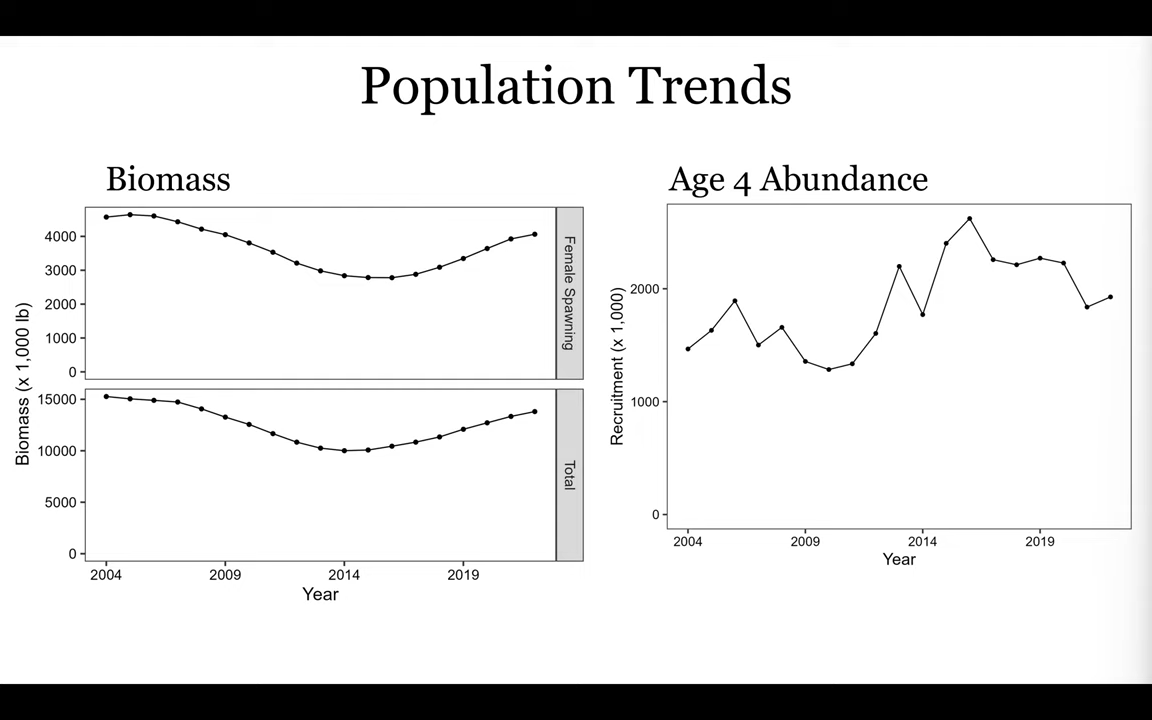 Population Trends
Biomass
Biomass (x 1,000 lb)
4000
3000
2000
1000
0
Female Spawning
15000
10000
5000
0
Total
2004 2009 2014 2019
Year
Age 4 Abundance
Recruitment (x 1,000)
2000
1000
0
2004 2009 2014 2019
Year